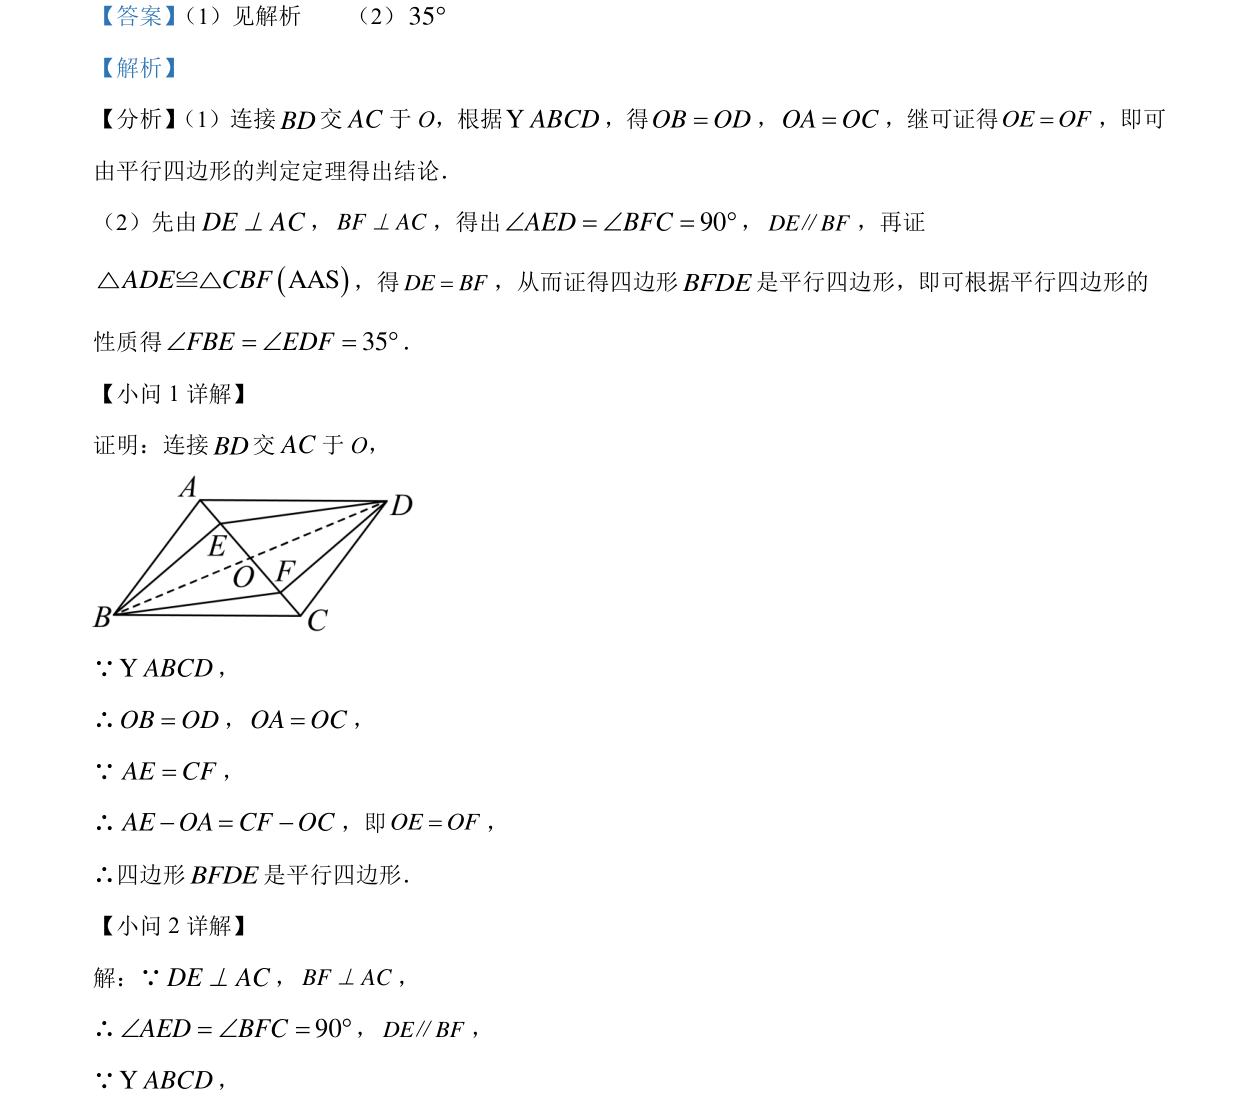 【答案】（1）见解析 （2）35°
【解析】
【分析】（1）连接BD交AC于O，根据Y ABCD，得OB=OD，OA=OC，继可证得OE=OF，即可
由平行四边形的判定定理得出结论．
（2）先由DE⊥AC，BF⊥AC，得出∠AED=∠BFC=90°，DE∥BF，再证
△ADE≌△CBF(AAS)，得DE=BF，从而证得四边形BFDE是平行四边形，即可根据平行四边形的
性质得∠FBE=∠EDF=35°．
【小问1详解】
证明：连接BD交AC于O，
A
D
E
O
F
B
C
∵Y ABCD，
∴OB=OD，OA=OC，
∵AE=CF，
∴AE−OA=CF−OC，即OE=OF，
∴四边形BFDE是平行四边形．
【小问2详解】
解：∵DE⊥AC，BF⊥AC，
∴∠AED=∠BFC=90°，DE∥BF，
∵Y ABCD，